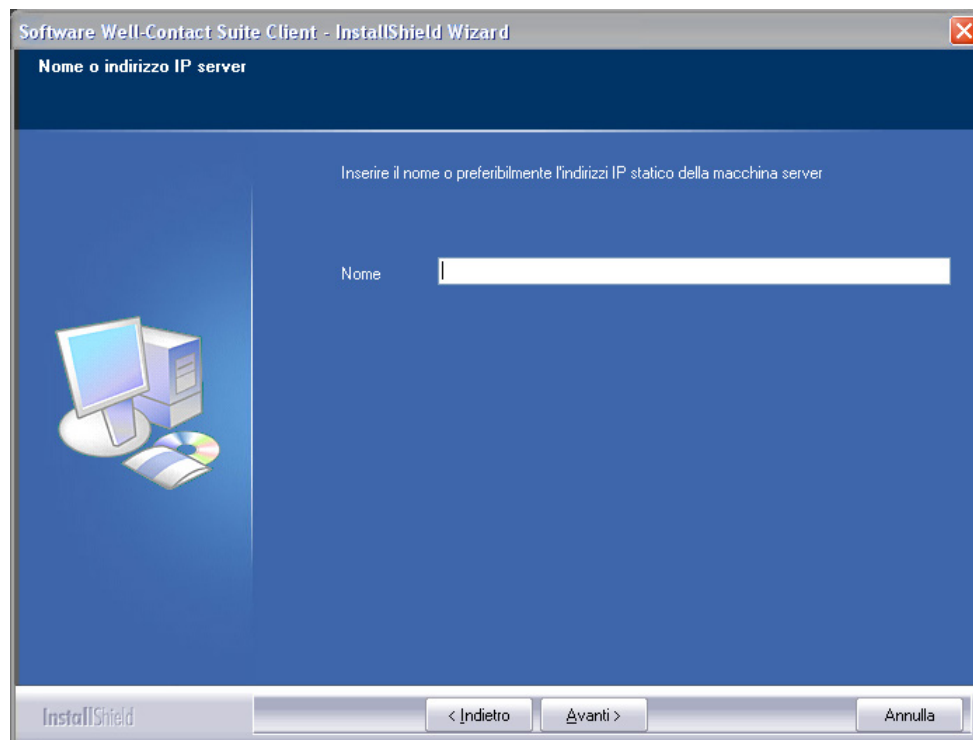 Software Well-Contact Suite Client - InstallShield Wizard
Nome o indirizzo IP server
Inserire il nome o preferibilmente l'indirizzi IP statico della macchina server
Nome
InstallShield
< Indietro
Avanti >
Annulla